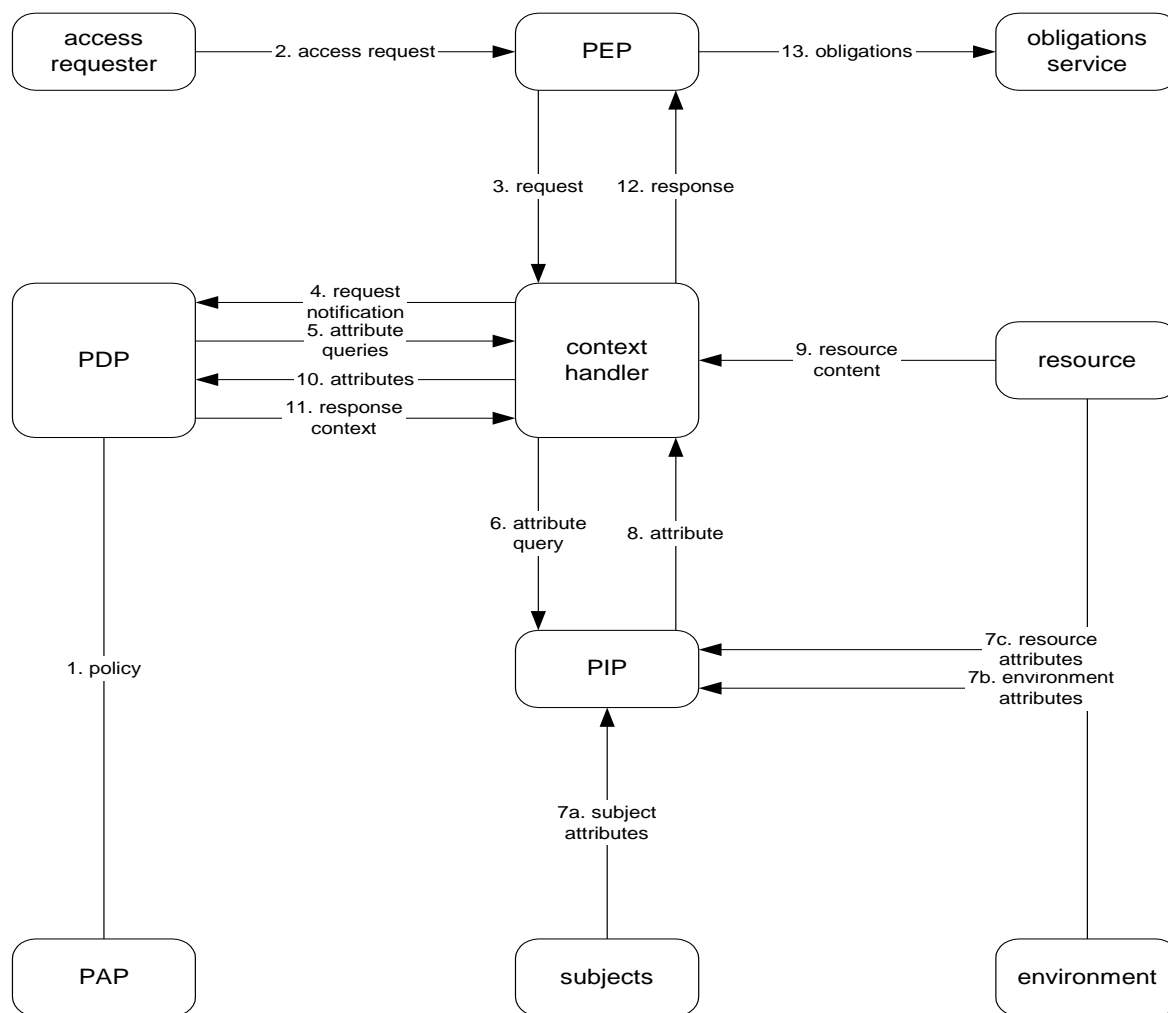 access
requester
2. access request
PEP
13. obligations
obligations
service
3. request
12. response
PDP
4. request
notification
5. attribute
queries
10. attributes
11. response
context
context
handler
9. resource
content
resource
6. attribute
query
8. attribute
1. policy
PIP
7c. resource
attributes
7b. environment
attributes
7a. subject
attributes
PAP
subjects
environment